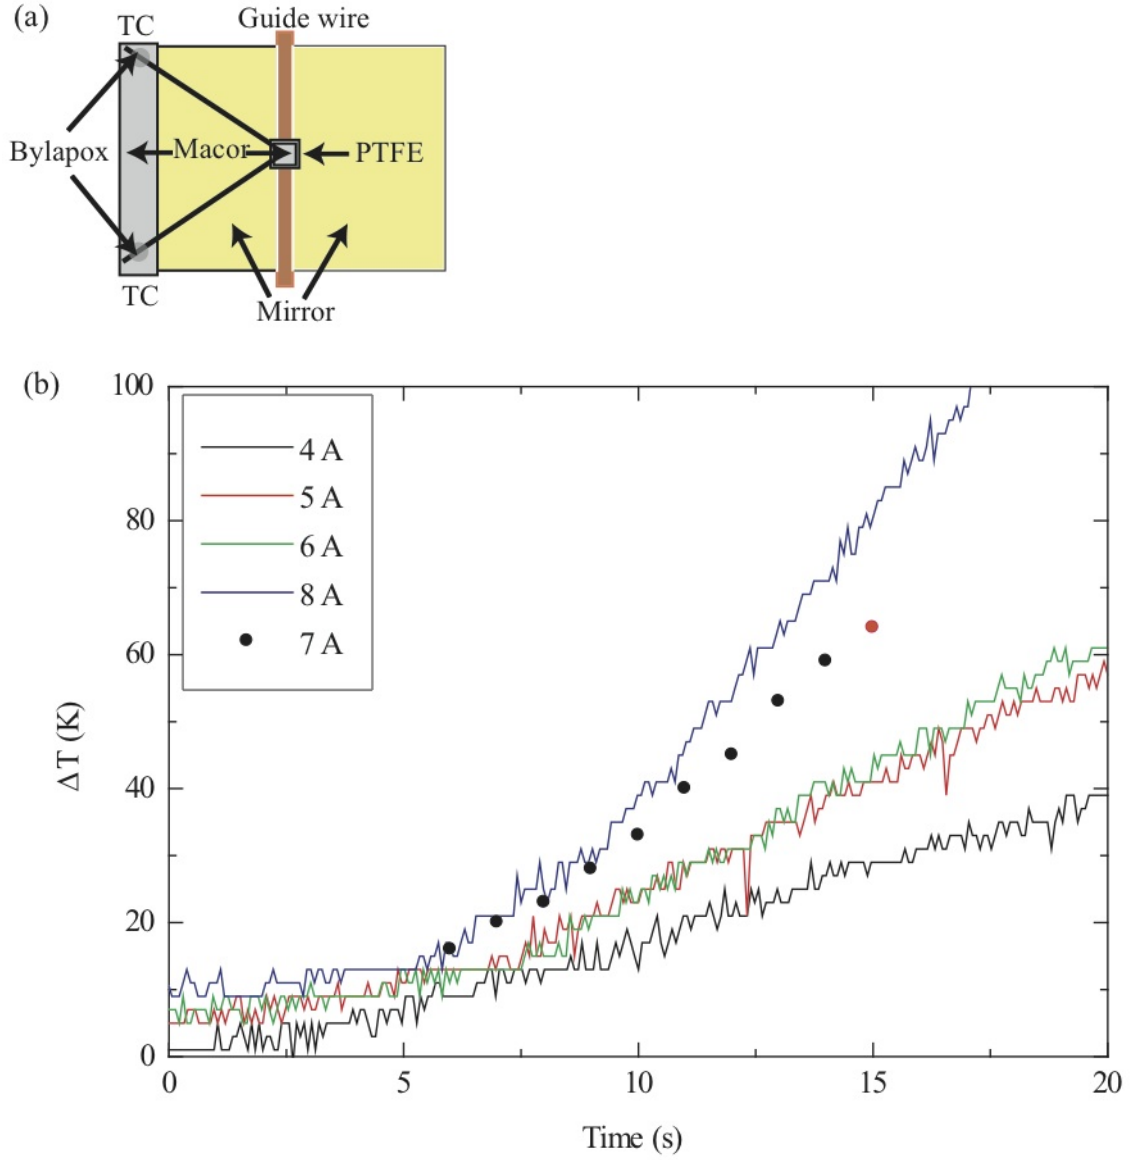 (a)
TC
Guide wire
Bylapox
Macor
PTFE
TC
Mirror
(b)
100
80
60
40
20
0
ΔT (K)
4 A
5 A
6 A
8 A
7 A
0 5 10 15 20
Time (s)